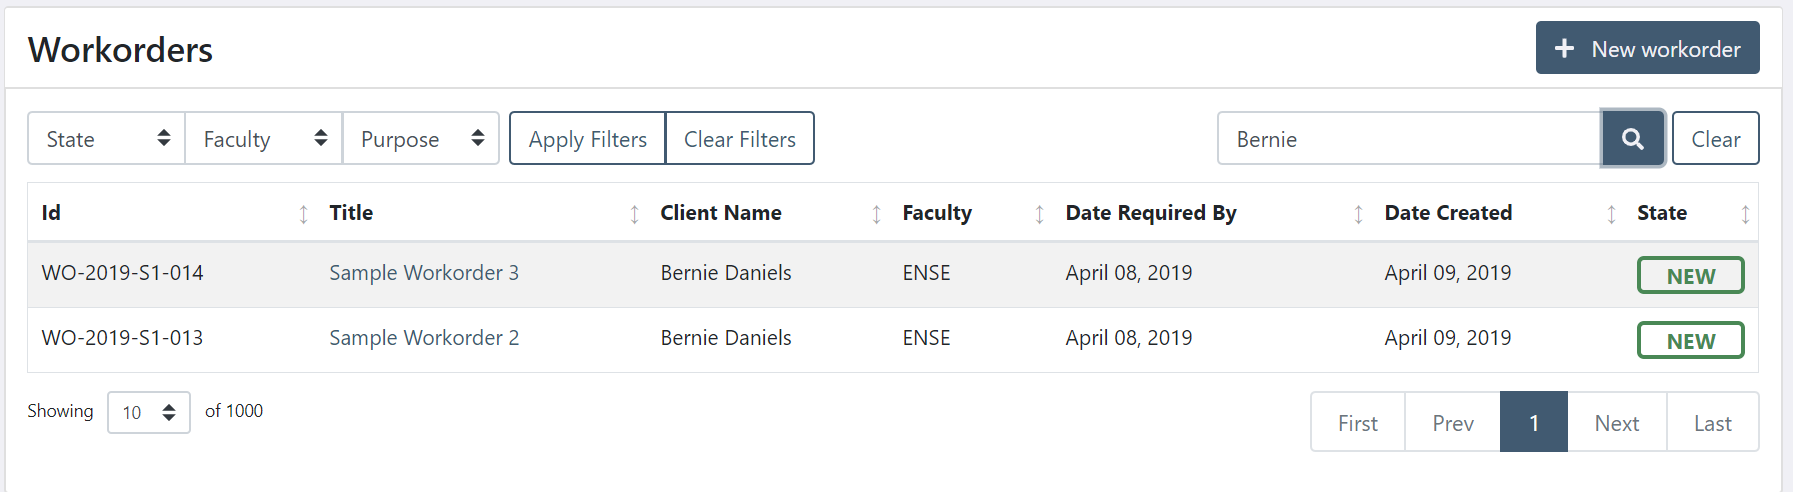 Workorders
New workorder
State Faculty Purpose Apply Filters Clear Filters Bernie Clear
Id Title Client Name Faculty Date Required By Date Created State
WO-2019-S1-014 Sample Workorder 3 Bernie Daniels ENSE April 08, 2019 April 09, 2019 NEW
WO-2019-S1-013 Sample Workorder 2 Bernie Daniels ENSE April 08, 2019 April 09, 2019 NEW
Showing 10 of 1000
First Prev 1 Next Last